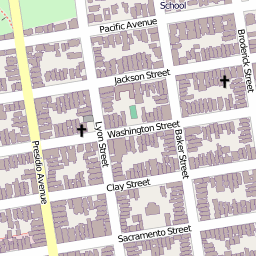 School
Pacific Avenue
Broderick Street
Jackson Street
Washington Street
Lyon Street
Baker Street
Presidio Avenue
Clay Street
Sacramento Street